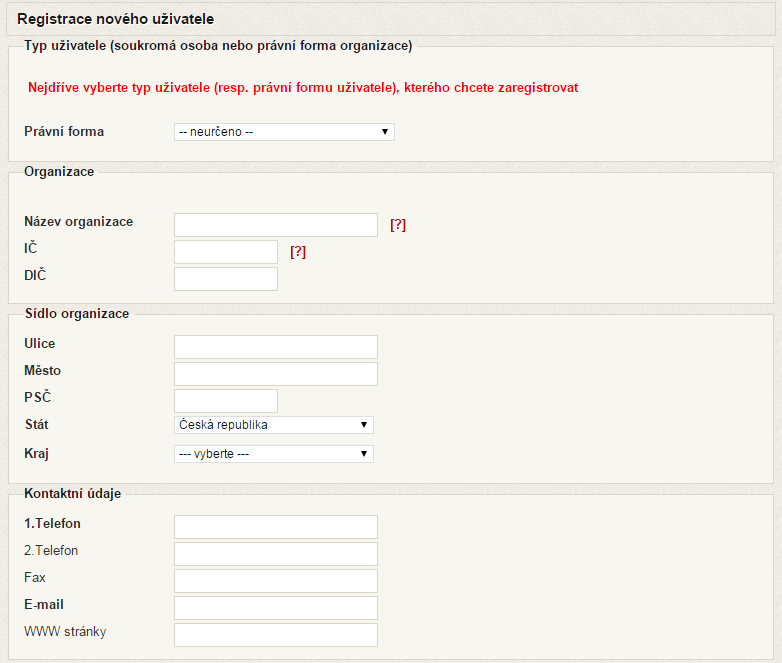 Registrace nového uživatele
Typ uživatele (soukromá osoba nebo právní forma organizace)
Nejdříve vyberte typ uživatele (resp. právní formu uživatele), kterého chcete zaregistrovat
Právní forma -- neurčeno --
Organizace
Název organizace [?]
IČ [?]
DIČ
Sídlo organizace
Ulice
Město
PSČ
Stát Česká republika
Kraj --- vyberte ---
Kontaktní údaje
1.Telefon
2.Telefon
Fax
E-mail
WWW stránky